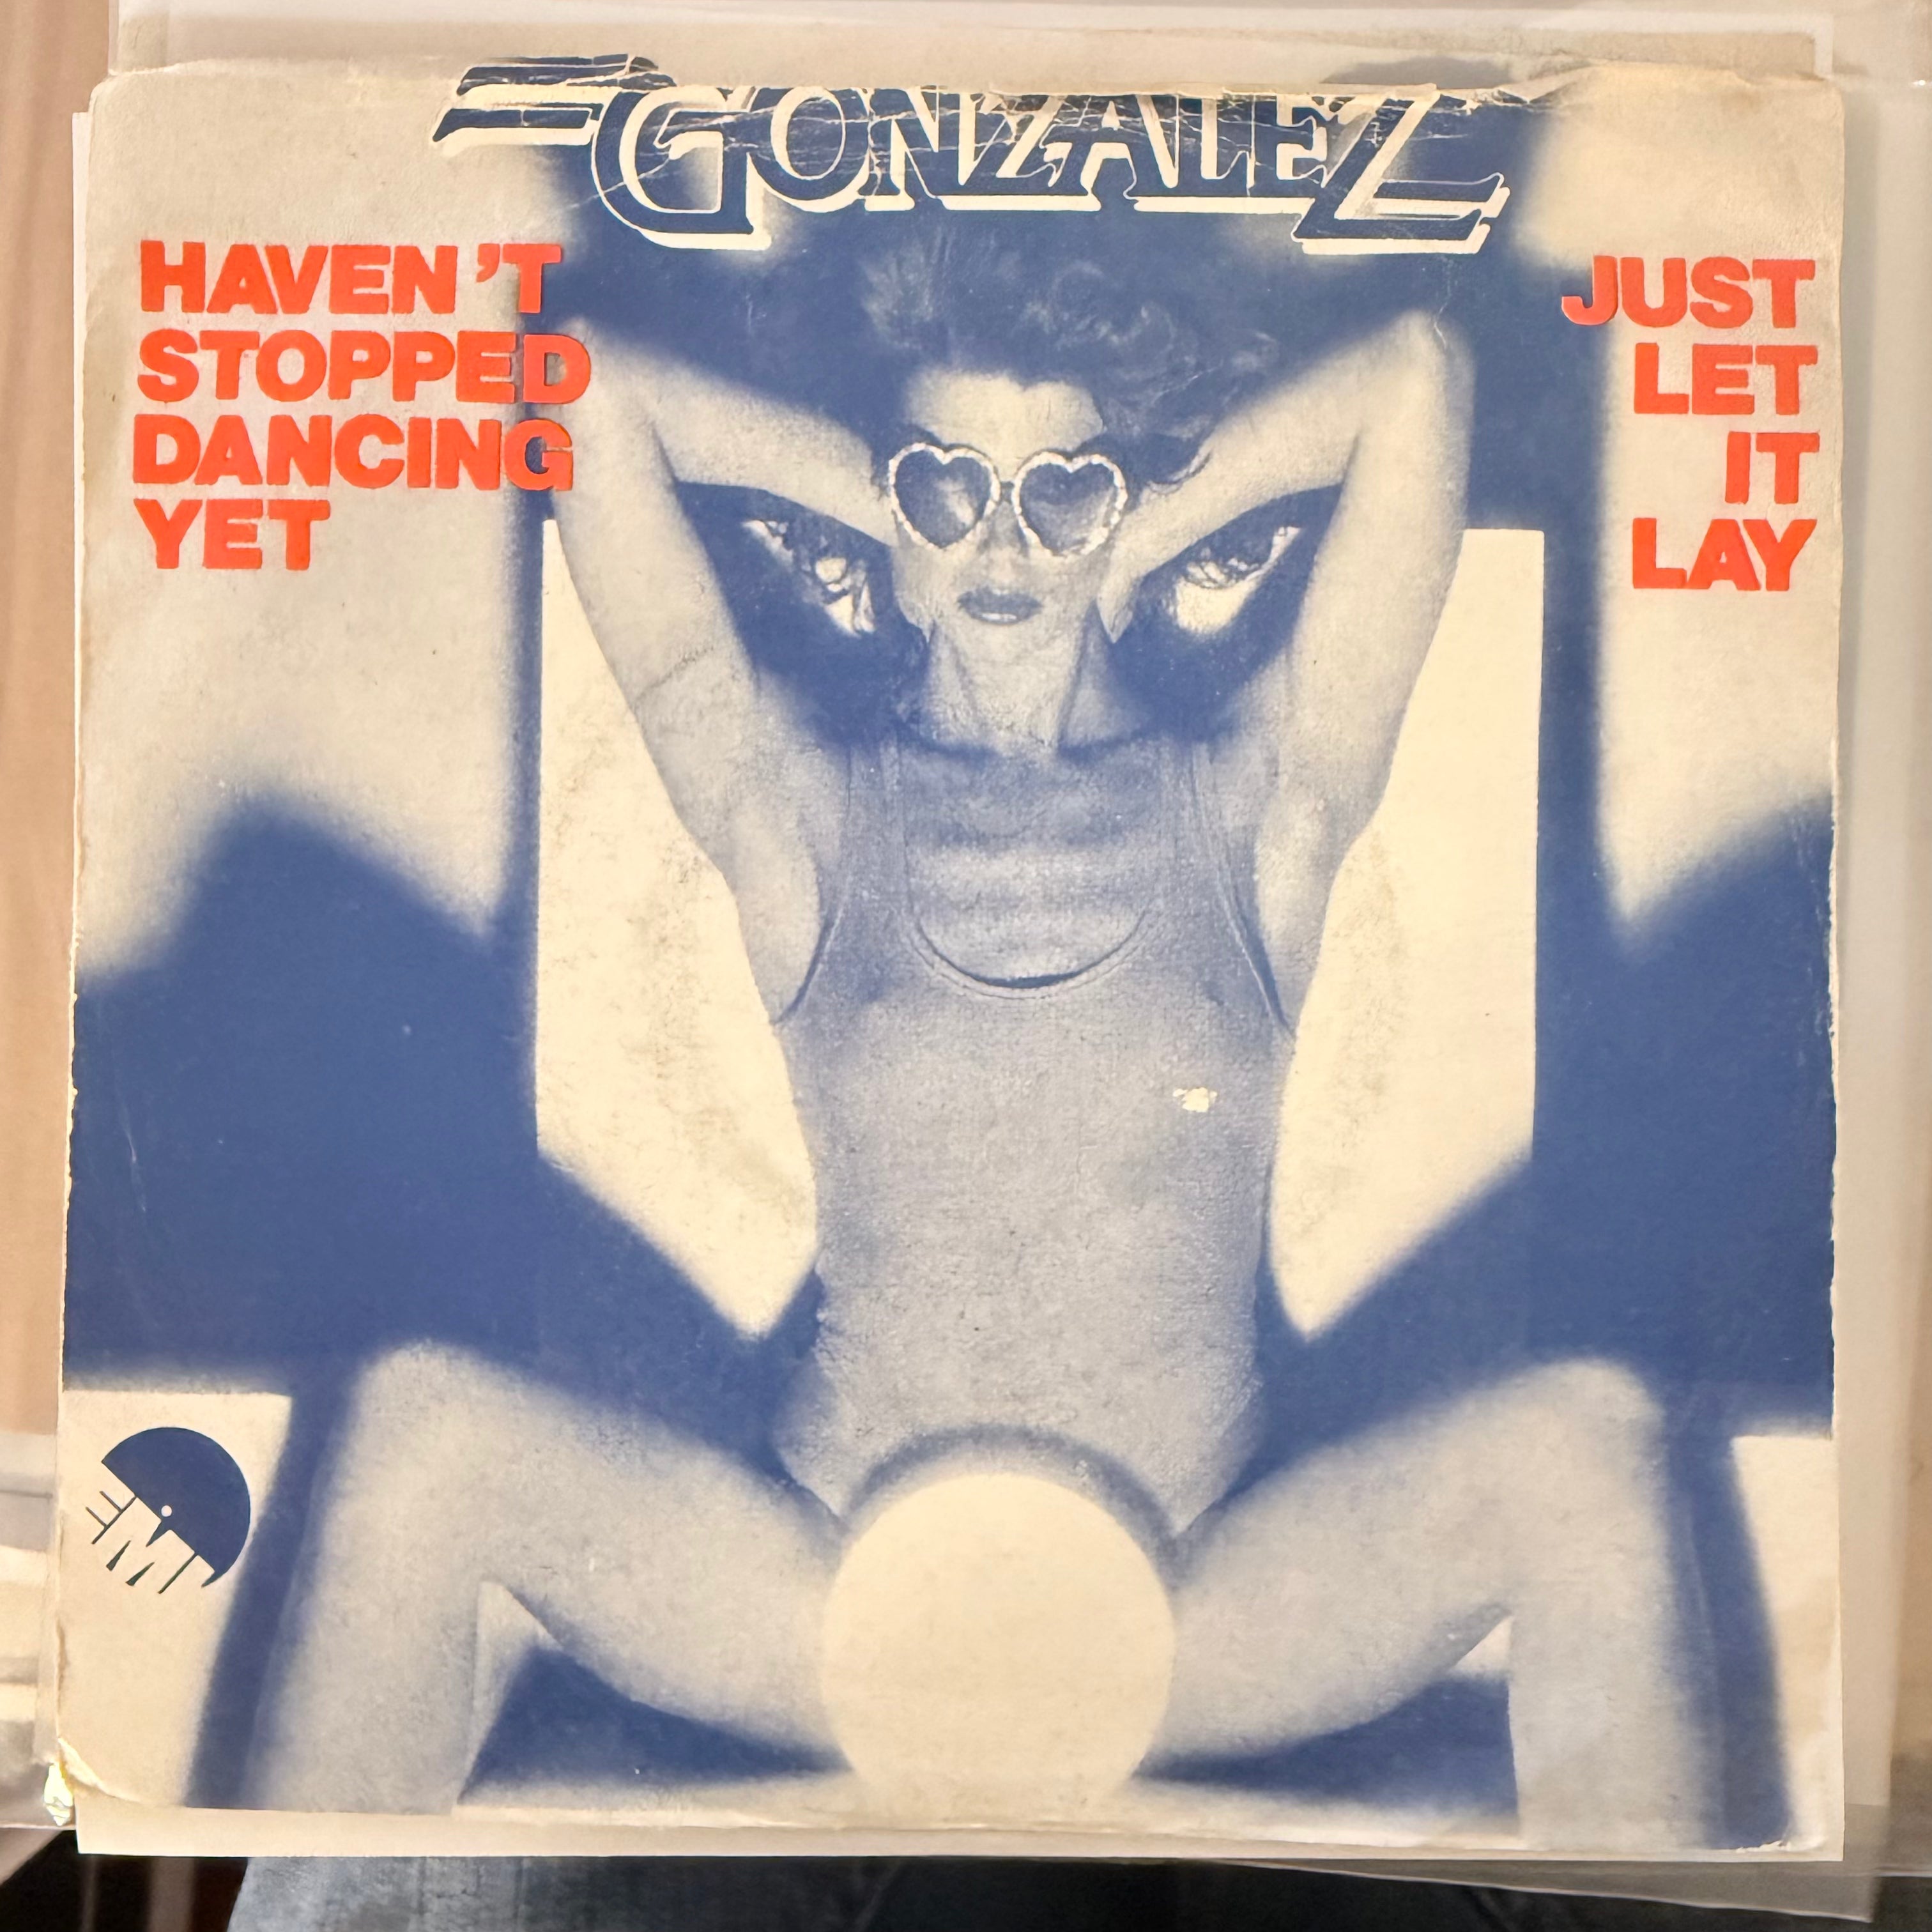 GONZALEZ
HAVEN'T
STOPPED
DANCING
YET
JUST
LET
IT
LAY
EMI